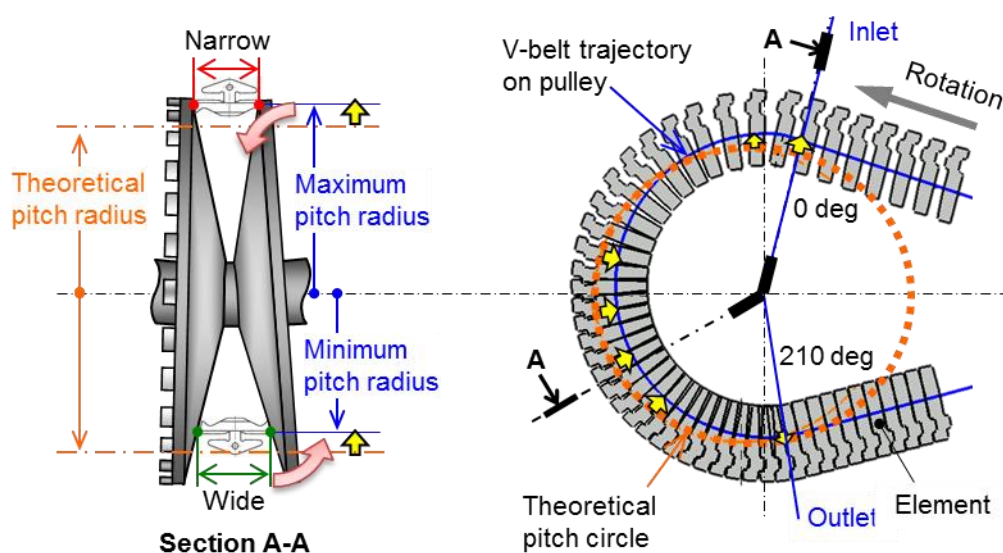 Narrow
Theoretical
pitch radius
Maximum
pitch radius
Minimum
pitch radius
Wide
Section A-A
V-belt trajectory
on pulley
A
Inlet
Rotation
0 deg
210 deg
A
Theoretical
pitch circle
Outlet
Element